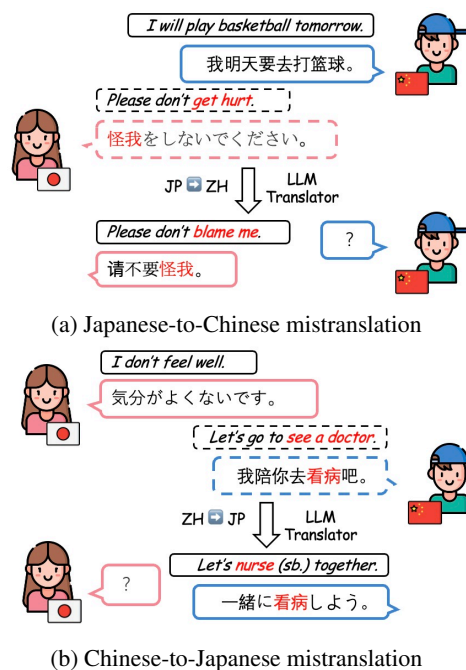 I will play basketball tomorrow.
我明天要去打篮球。
Please don't get hurt.
怪我をしないでください。
JP ➡ ZH
LLM
Translator
Please don't blame me.
?
请不要怪我。
(a) Japanese-to-Chinese mistranslation
I don't feel well.
気分がよくないです。
Let's go to see a doctor.
我陪你去看病吧。
ZH ➡ JP
LLM
Translator
Let's nurse (sb.) together.
?
一緒に看病しよう。
(b) Chinese-to-Japanese mistranslation